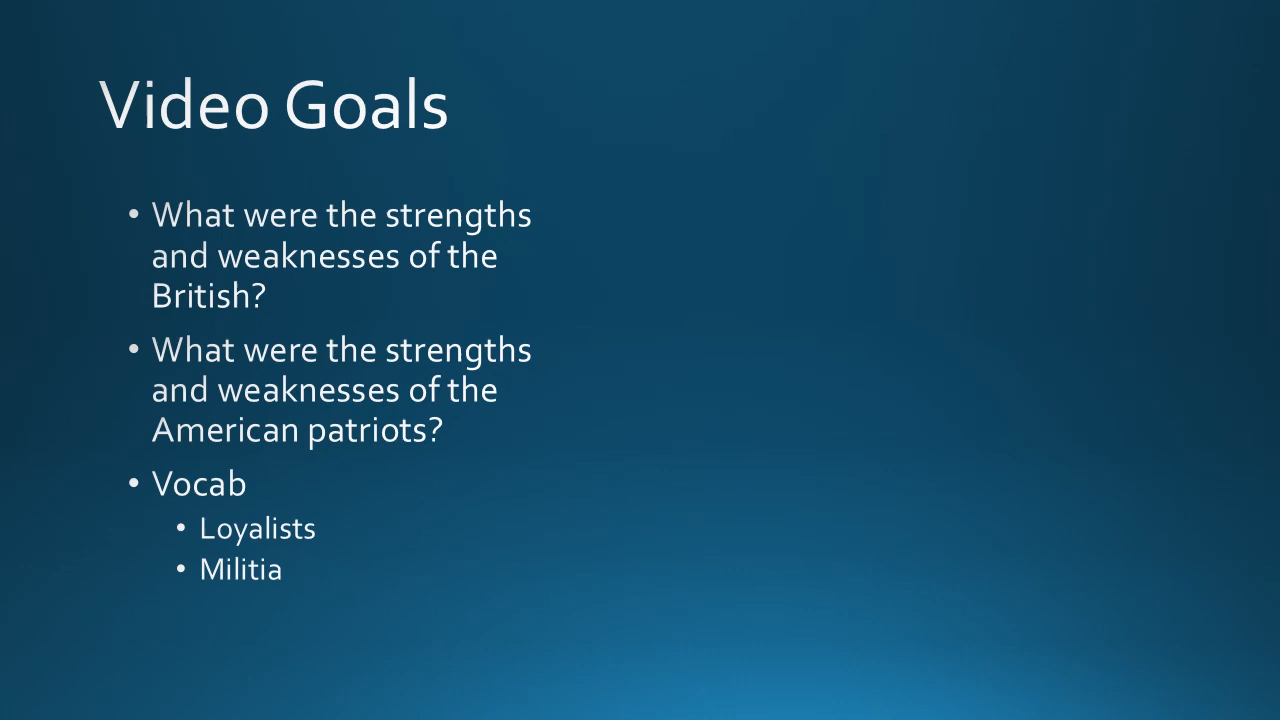 Video Goals
• What were the strengths
and weaknesses of the
British?
• What were the strengths
and weaknesses of the
American patriots?
• Vocab
• Loyalists
• Militia